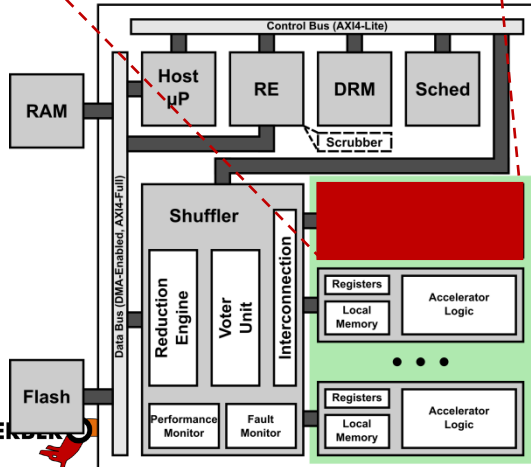 Control Bus (AXI4-Lite)
Host
µP
RE
DRM
Sched
RAM
Scrubber
Data Bus (DMA-Enabled, AXI4-Full)
Shuffler
Reduction
Engine
Voter
Unit
Interconnection
Registers
Local
Memory
Accelerator
Logic
• • •
Registers
Local
Memory
Accelerator
Logic
Performance
Monitor
Fault
Monitor
Flash